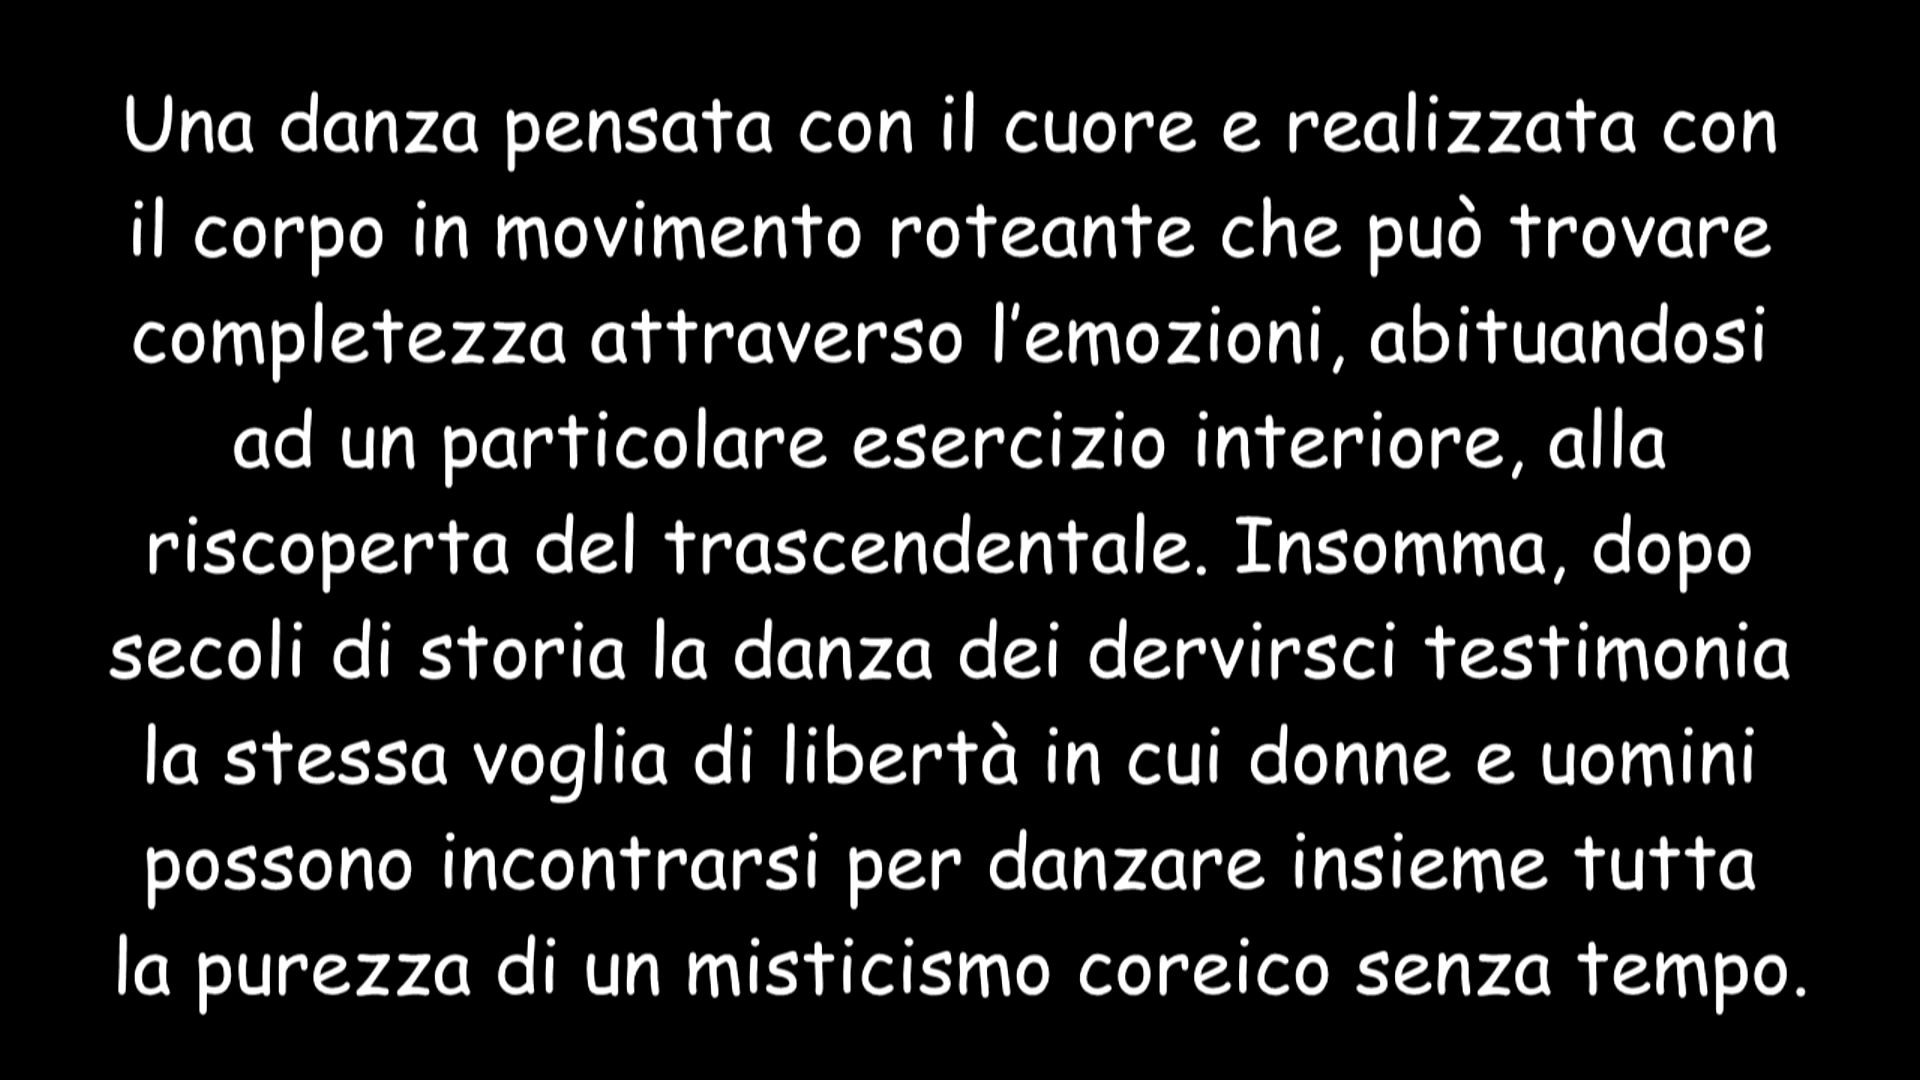 Una danza pensata con il cuore e realizzata con
il corpo in movimento roteante che può trovare
completezza attraverso l’emozioni, abituandosi
ad un particolare esercizio interiore, alla
riscoperta del trascendentale. Insomma, dopo
secoli di storia la danza dei dervirsci testimonia
la stessa voglia di libertà in cui donne e uomini
possono incontrarsi per danzare insieme tutta
la purezza di un misticismo coreico senza tempo.